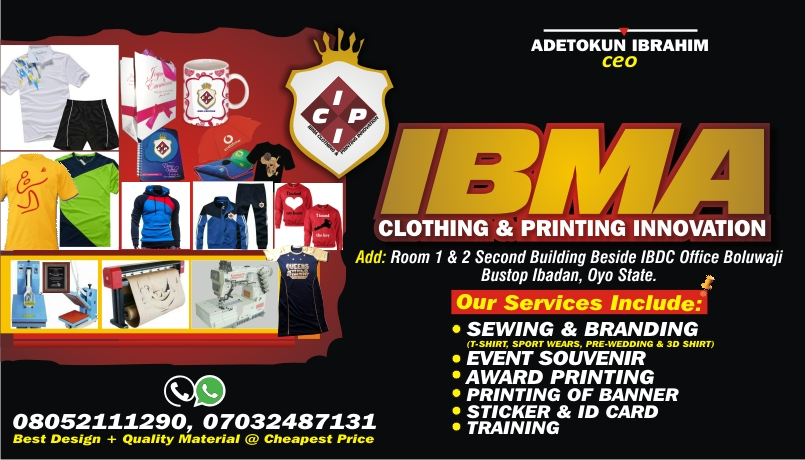 ADETOKUN IBRAHIM
CEO
I
C P
I
IBMA
CLOTHING & PRINTING INNOVATION
Add: Room 1 & 2 Second Building Beside IBDC Office Boluwaji
Bustop Ibadan, Oyo State.
Our Services Include:
• SEWING & BRANDING
(T-SHIRT, SPORT WEARS, PRE-WEDDING & 3D SHIRT)
• EVENT SOUVENIR
• AWARD PRINTING
• PRINTING OF BANNER
• STICKER & ID CARD
• TRAINING
08052111290, 07032487131
Best Design + Quality Material @ Cheapest Price